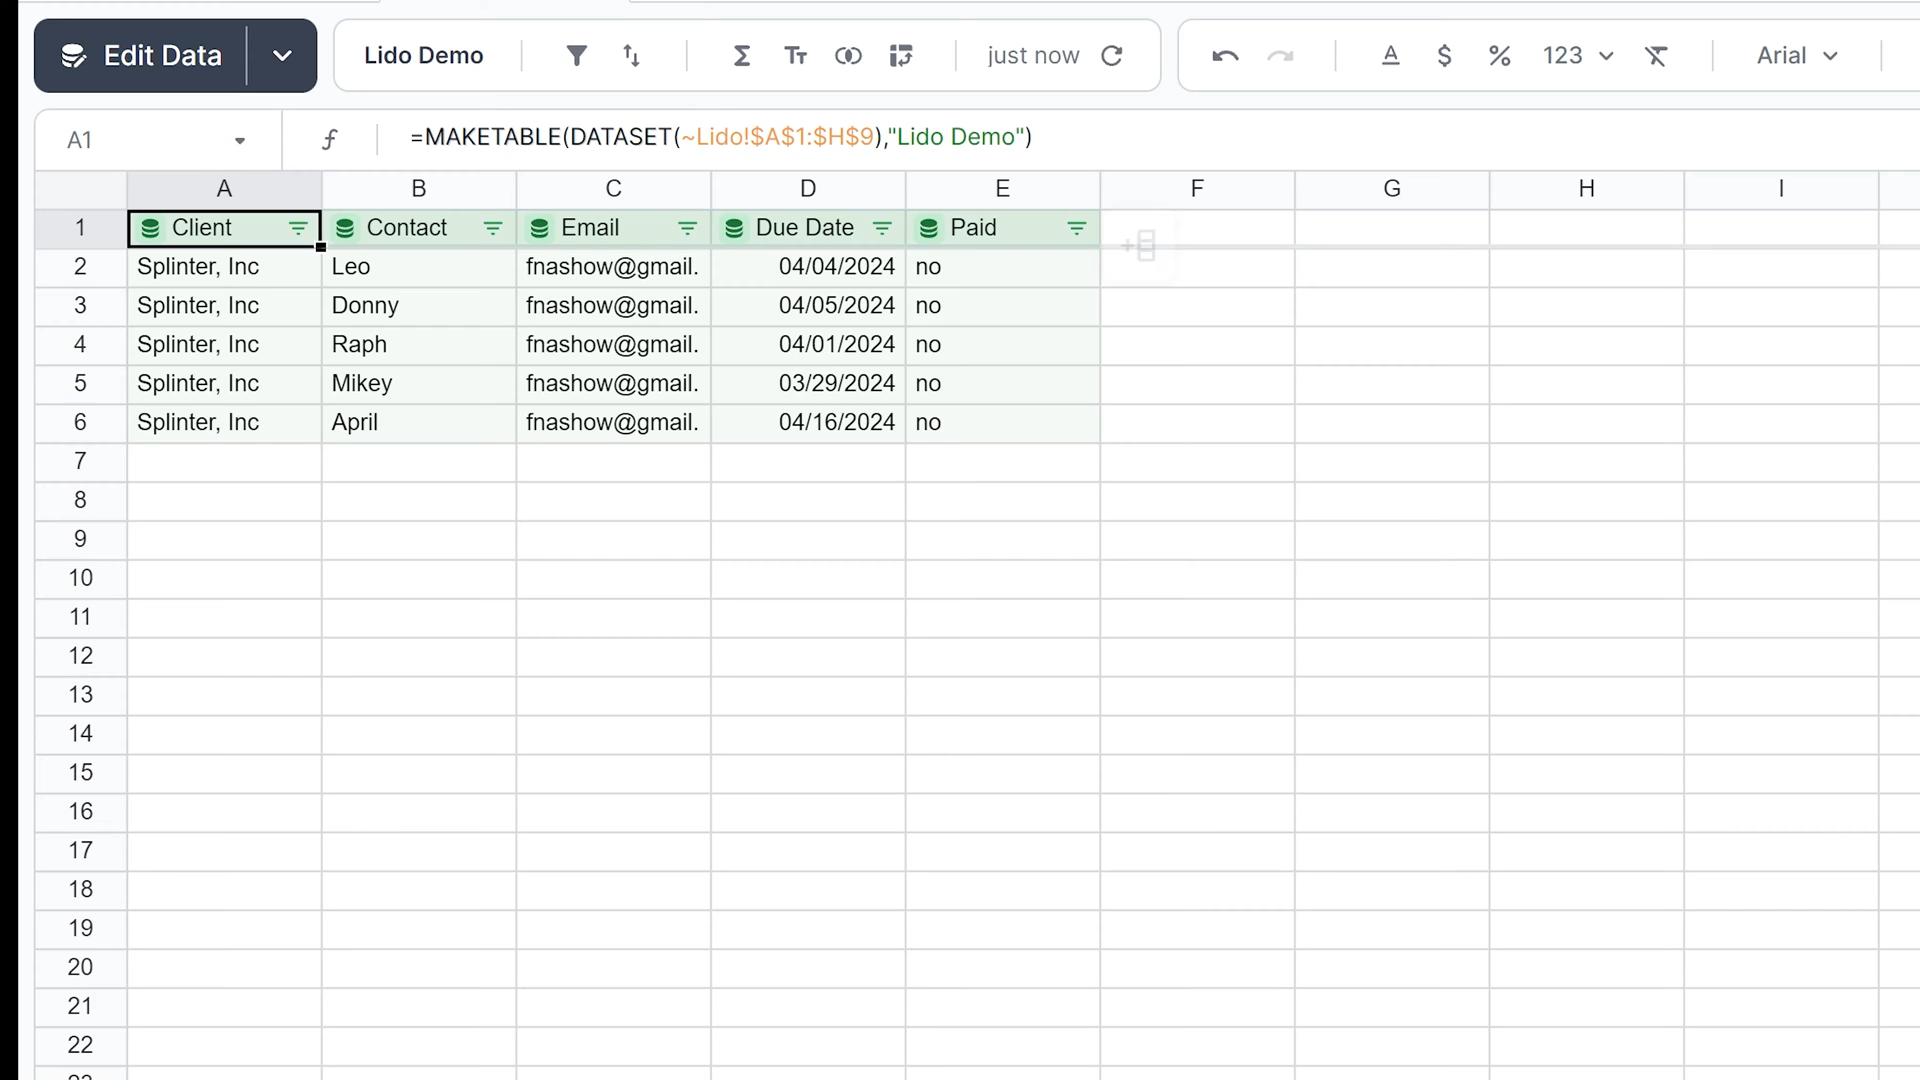 Edit Data Lido Demo just now 123 Arial
A1 =MAKETABLE(DATASET(~Lido!$A$1:$H$9),"Lido Demo")
A B C D E F G H I
1 Client Contact Email Due Date Paid
2 Splinter, Inc Leo fnashow@gmail. 04/04/2024 no
3 Splinter, Inc Donny fnashow@gmail. 04/05/2024 no
4 Splinter, Inc Raph fnashow@gmail. 04/01/2024 no
5 Splinter, Inc Mikey fnashow@gmail. 03/29/2024 no
6 Splinter, Inc April fnashow@gmail. 04/16/2024 no
7
8
9
10
11
12
13
14
15
16
17
18
19
20
21
22